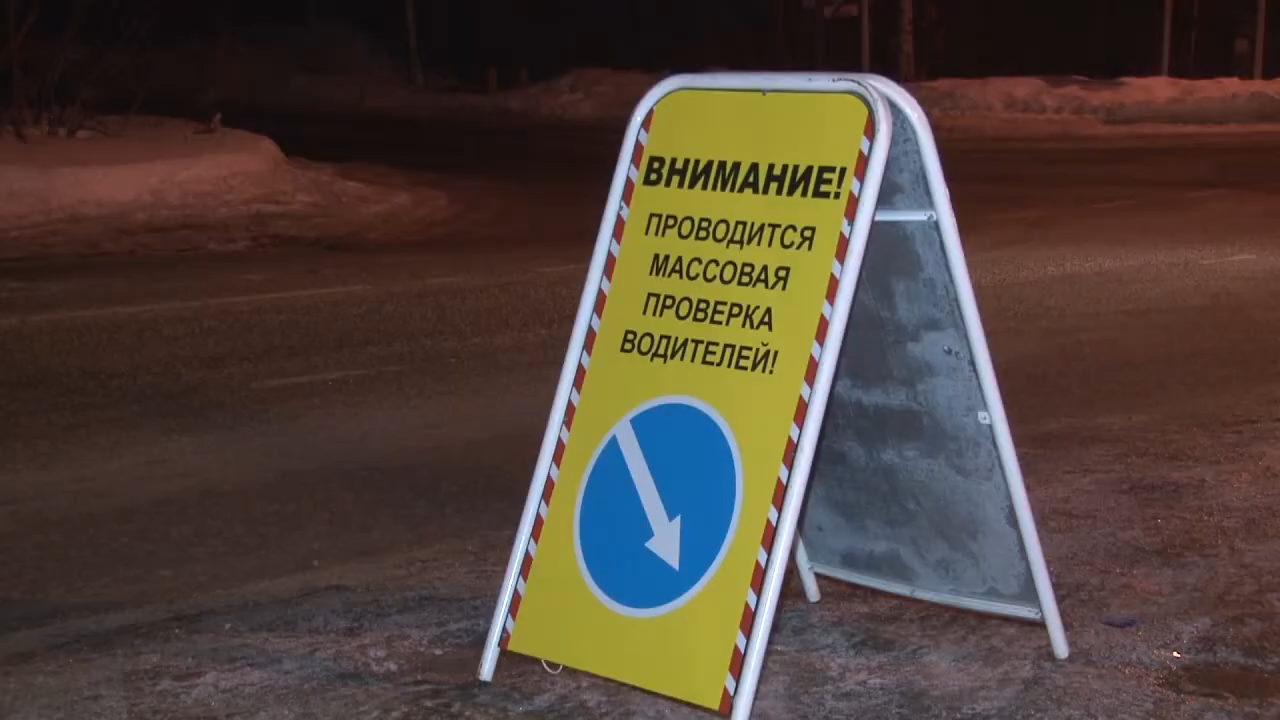 ВНИМАНИЕ!
ПРОВОДИТСЯ
МАССОВАЯ
ПРОВЕРКА
ВОДИТЕЛЕЙ!